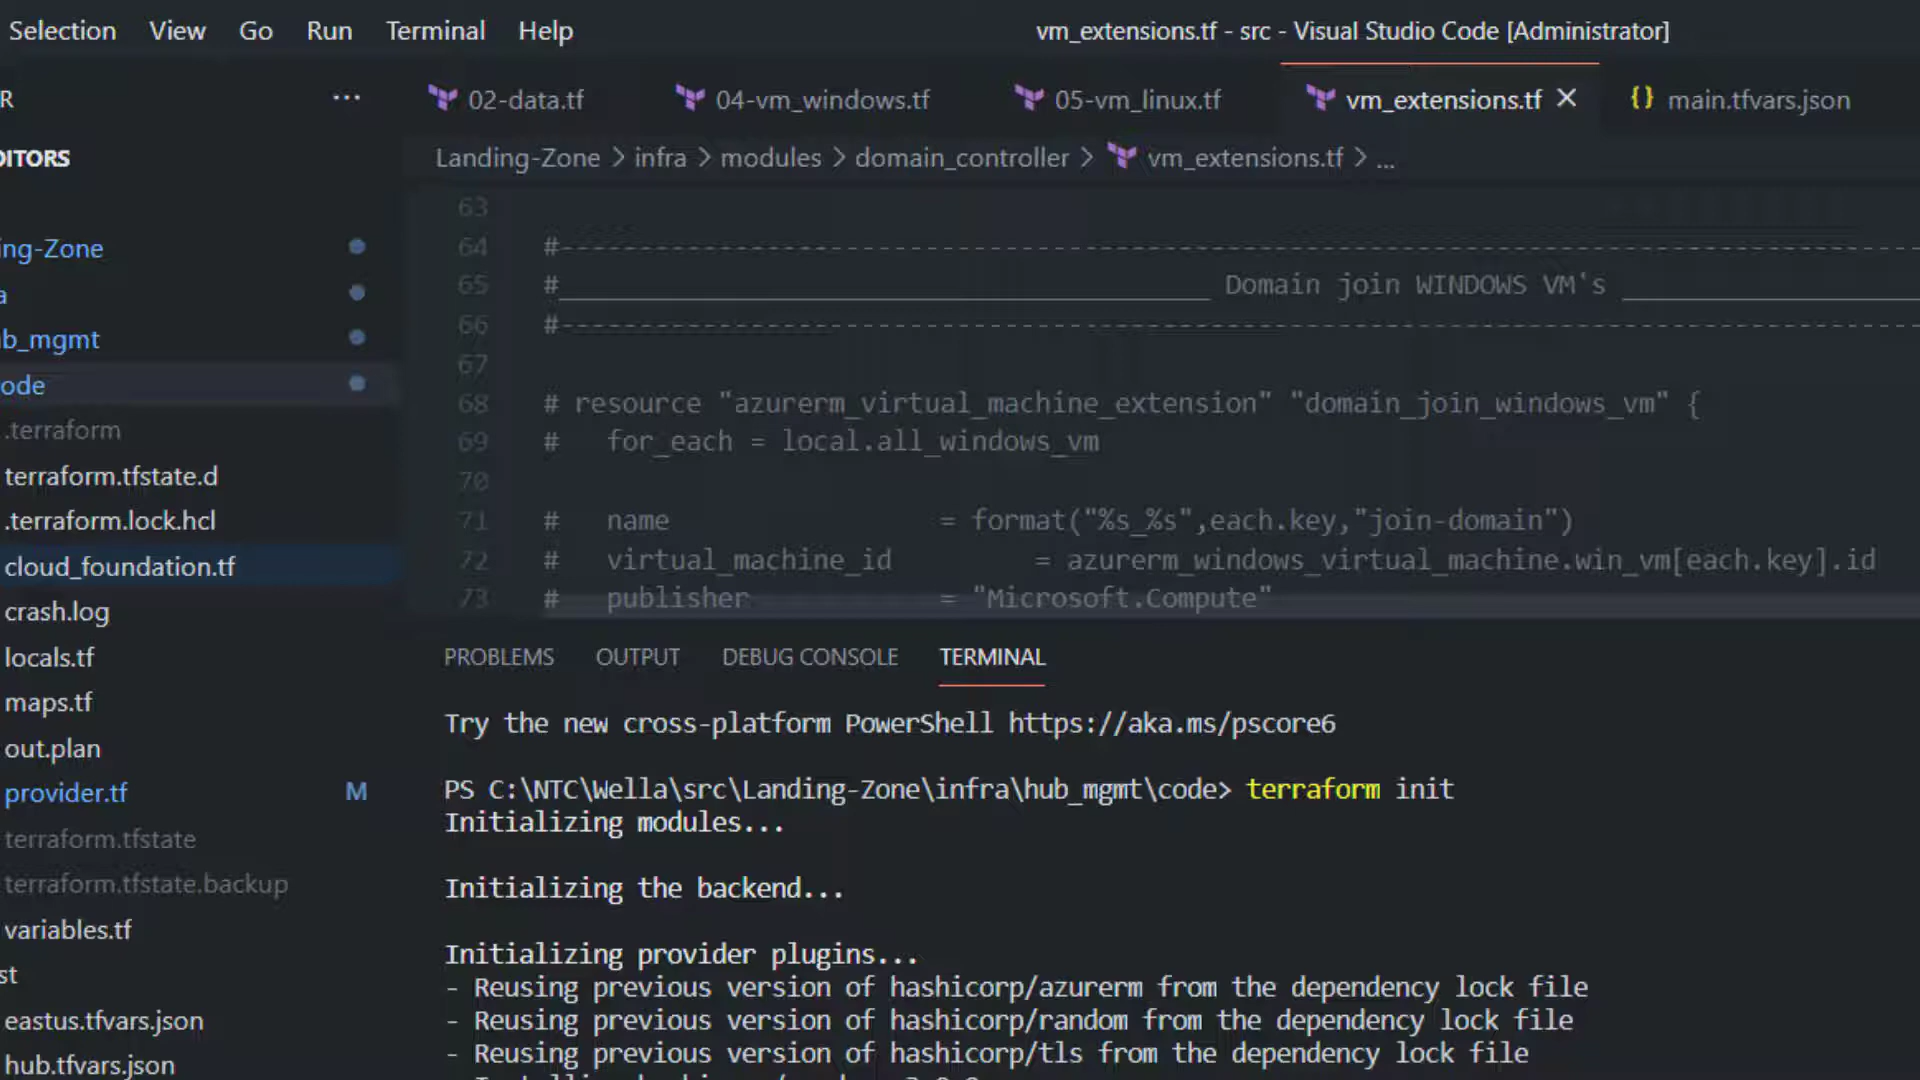 Selection View Go Run Terminal Help
vm_extensions.tf - src - Visual Studio Code [Administrator]
R ...
02-data.tf
04-vm_windows.tf
05-vm_linux.tf
vm_extensions.tf
{} main.tfvars.json
DITORS
Landing-Zone > infra > modules > domain_controller > vm_extensions.tf > ...
ing-Zone
a
ub_mgmt
ode
.terraform
terraform.tfstate.d
.terraform.lock.hcl
cloud_foundation.tf
crash.log
locals.tf
maps.tf
out.plan
provider.tf M
terraform.tfstate
terraform.tfstate.backup
variables.tf
st
eastus.tfvars.json
hub.tfvars.json
63
64 #---------------------------------------------------------------
65 #_________________________________________ Domain join WINDOWS VM's ___________________
66 #---------------------------------------------------------------
67
68 # resource "azurerm_virtual_machine_extension" "domain_join_windows_vm" {
69 #   for_each = local.all_windows_vm
70
71 #   name                 = format("%s_%s",each.key,"join-domain")
72 #   virtual_machine_id         = azurerm_windows_virtual_machine.win_vm[each.key].id
73 #   publisher            = "Microsoft.Compute"
PROBLEMS OUTPUT DEBUG CONSOLE TERMINAL
Try the new cross-platform PowerShell https://aka.ms/pscore6
PS C:\NTC\Wella\src\Landing-Zone\infra\hub_mgmt\code> terraform init
Initializing modules...
Initializing the backend...
Initializing provider plugins...
- Reusing previous version of hashicorp/azurerm from the dependency lock file
- Reusing previous version of hashicorp/random from the dependency lock file
- Reusing previous version of hashicorp/tls from the dependency lock file